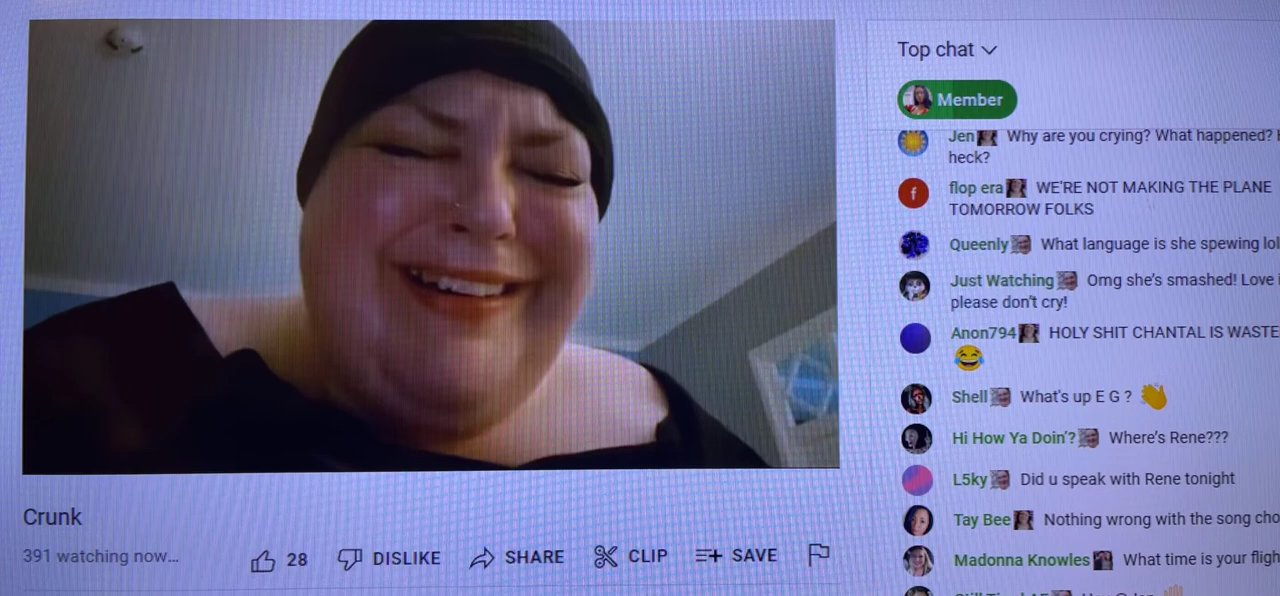 Top chat
Member
Jen Why are you crying? What happened?
heck?
flop era WE'RE NOT MAKING THE PLANE
TOMORROW FOLKS
Queenly What language is she spewing lol
Just Watching Omg she's smashed! Love
please don't cry!
Anon794 HOLY SHIT CHANTAL IS WASTE
😂
Shell What's up E G ? 👏
Hi How Ya Doin'? Where's Rene???
L5ky Did u speak with Rene tonight
Tay Bee Nothing wrong with the song cho
Madonna Knowles What time is your fligh
Crunk
391 watching now...
28 DISLIKE SHARE CLIP SAVE